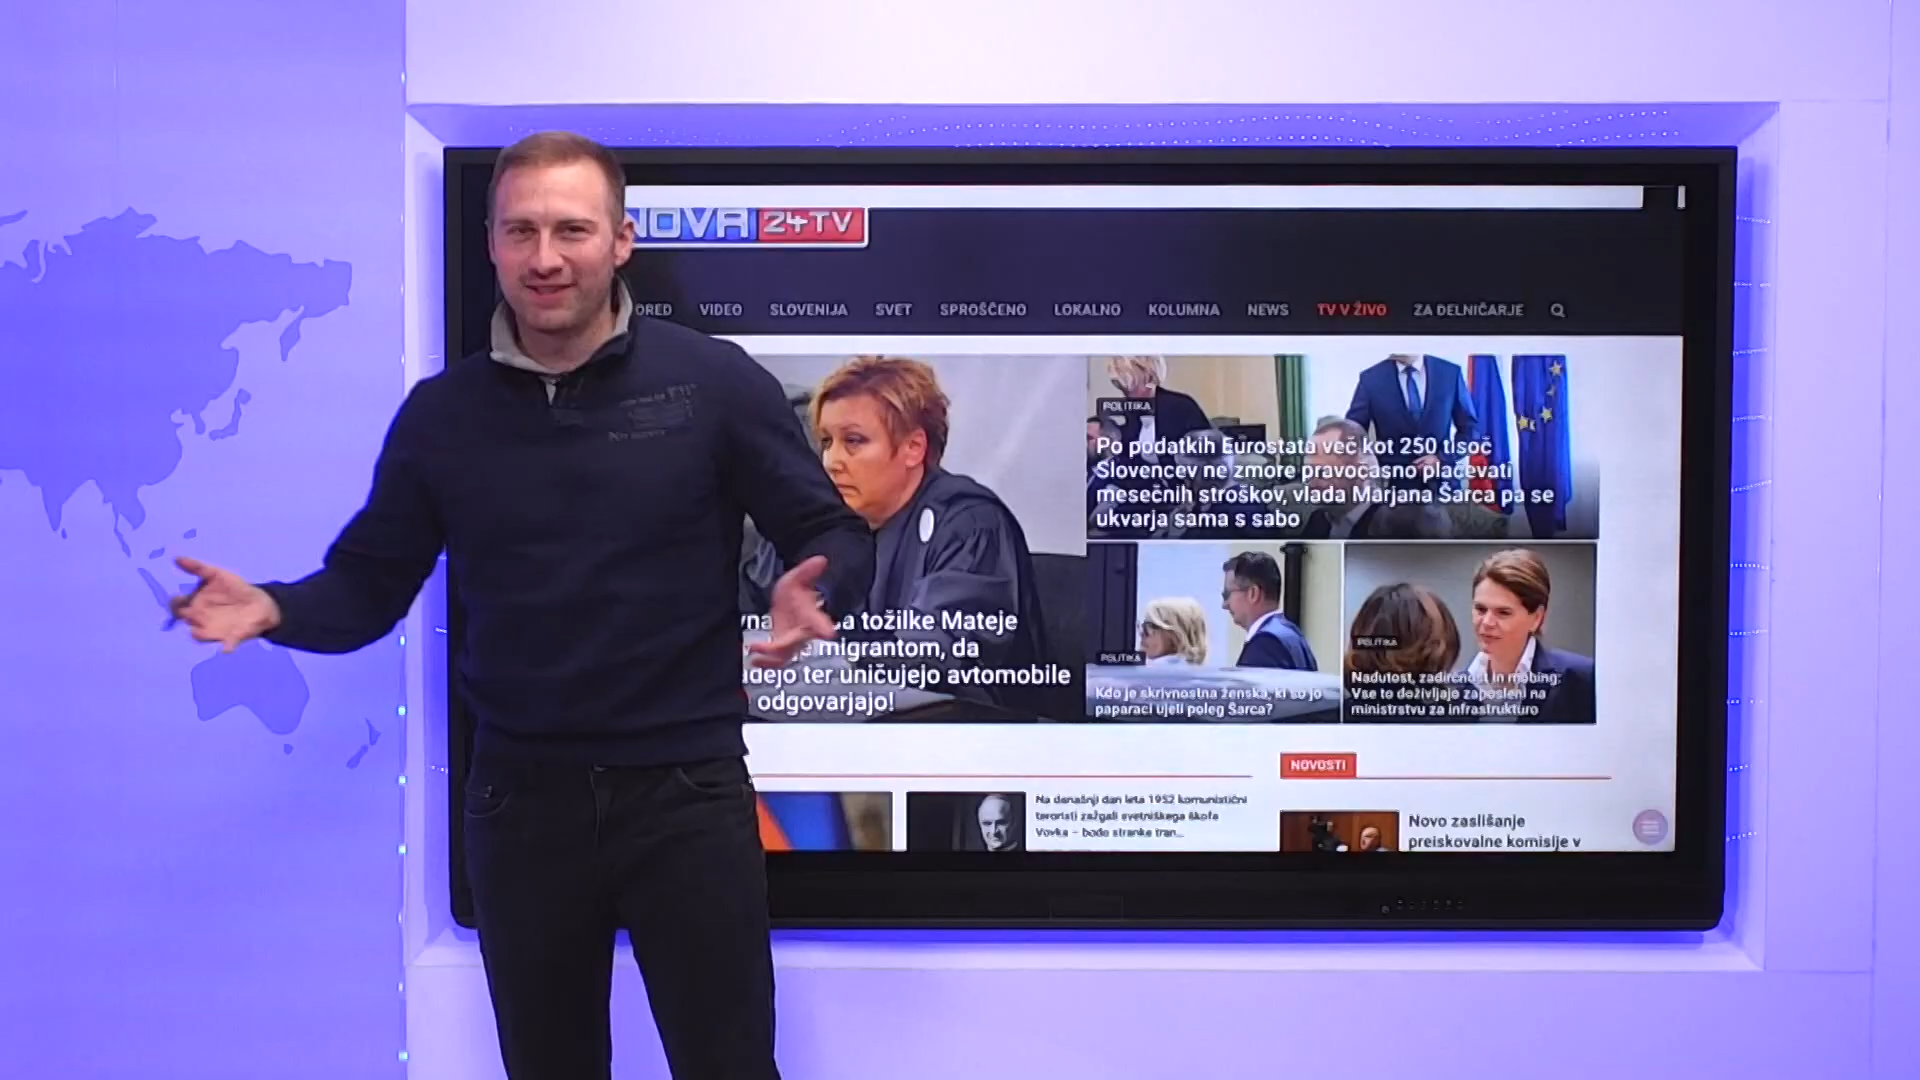 NOVA 24TV
VIDEO SLOVENIJA SVET SPROŠČENO LOKALNO KOLUMNA NEWS TV V ŽIVO ZA DELNIČARJE
tožilke Mateje
migrantom, da
ter uničujejo avtomobile
odgovarjajo!
POLITIKA
Po podatkih Eurostata več kot 250 tisoč
Slovencev ne zmore pravočasno plačevati
mesečnih stroškov, vlada Marjana Šarca pa se
ukvarja sama s sabo
POLITIKA
Kdo je skrivnostna ženska, ki so jo
paparaci ujeli poleg Šarca?
POLITIKA
Nadutost, zadirčnost in mobing:
Vse to doživljajo zaposleni na
ministrstvu za infrastrukturo
Na današnji dan leta 1952 komunistični
teroristi zažgali svetniškega škofa
Vovka – bodo stranke tran...
NOVOSTI
Novo zaslišanje
preiskovalne komisije v